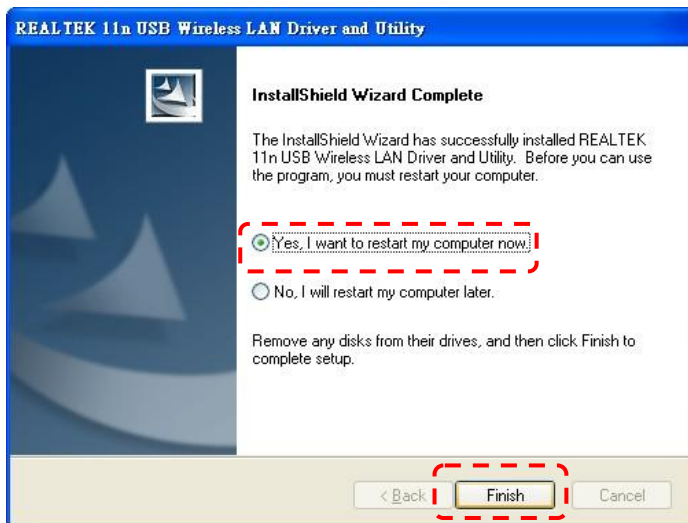 REALTEK 11n USB Wireless LAN Driver and Utility
InstallShield Wizard Complete
The InstallShield Wizard has successfully installed REALTEK
11n USB Wireless LAN Driver and Utility. Before you can use
the program, you must restart your computer.
Yes, I want to restart my computer now.
No, I will restart my computer later.
Remove any disks from their drives, and then click Finish to
complete setup.
< Back Finish Cancel